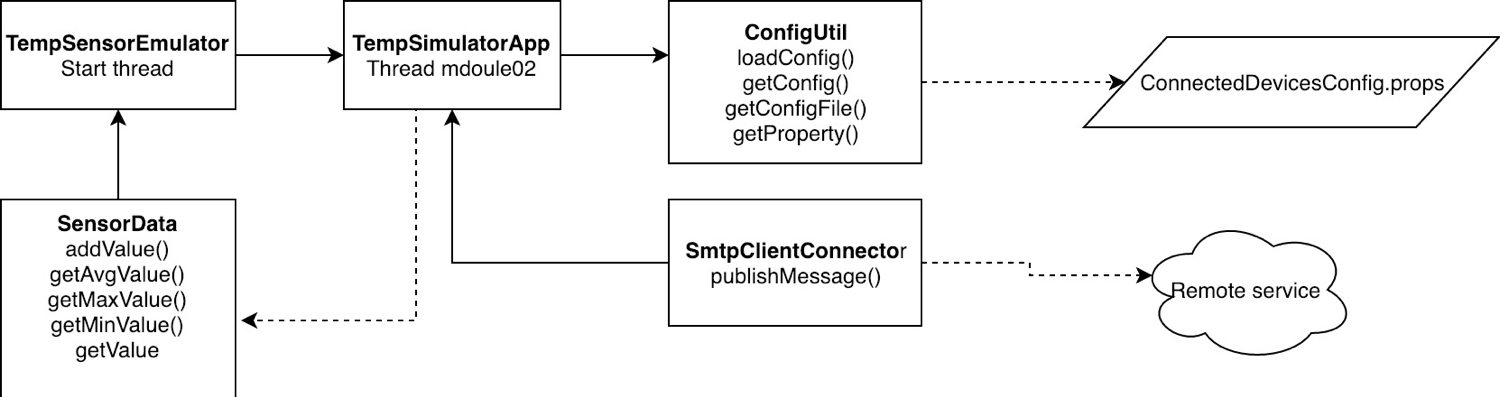 TempSensorEmulator
Start thread
TempSimulatorApp
Thread mdoule02
ConfigUtil
loadConfig()
getConfig()
getConfigFile()
getProperty()
ConnectedDevicesConfig.props
SensorData
addValue()
getAvgValue()
getMaxValue()
getMinValue()
getValue
SmtpClientConnector
publishMessage()
Remote service